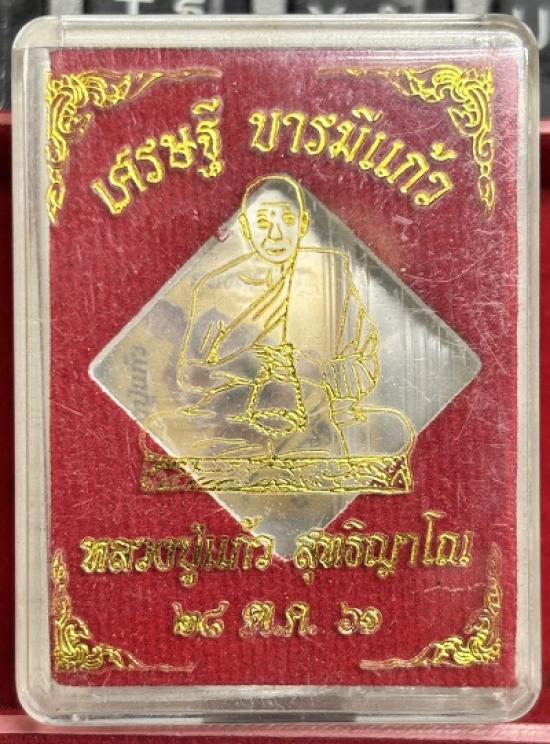 เศรษฐี บารมีแก้ว
หลวงปู่แก้ว สุทธิญาโณ
๒๘ ต.ค. ๖๑